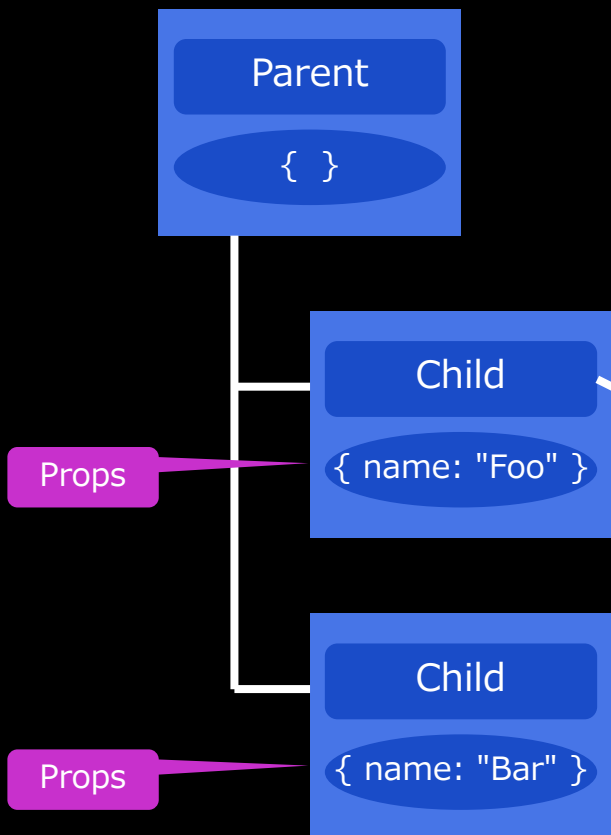 Parent
{ }
Child
{ name: "Foo" }
Props
Child
{ name: "Bar" }
Props